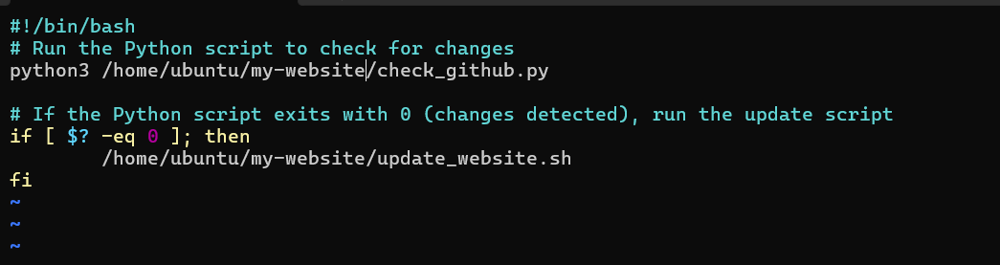 #!/bin/bash
# Run the Python script to check for changes
python3 /home/ubuntu/my-website/check_github.py

# If the Python script exits with 0 (changes detected), run the update script
if [ $? -eq 0 ]; then
        /home/ubuntu/my-website/update_website.sh
fi
~
~
~